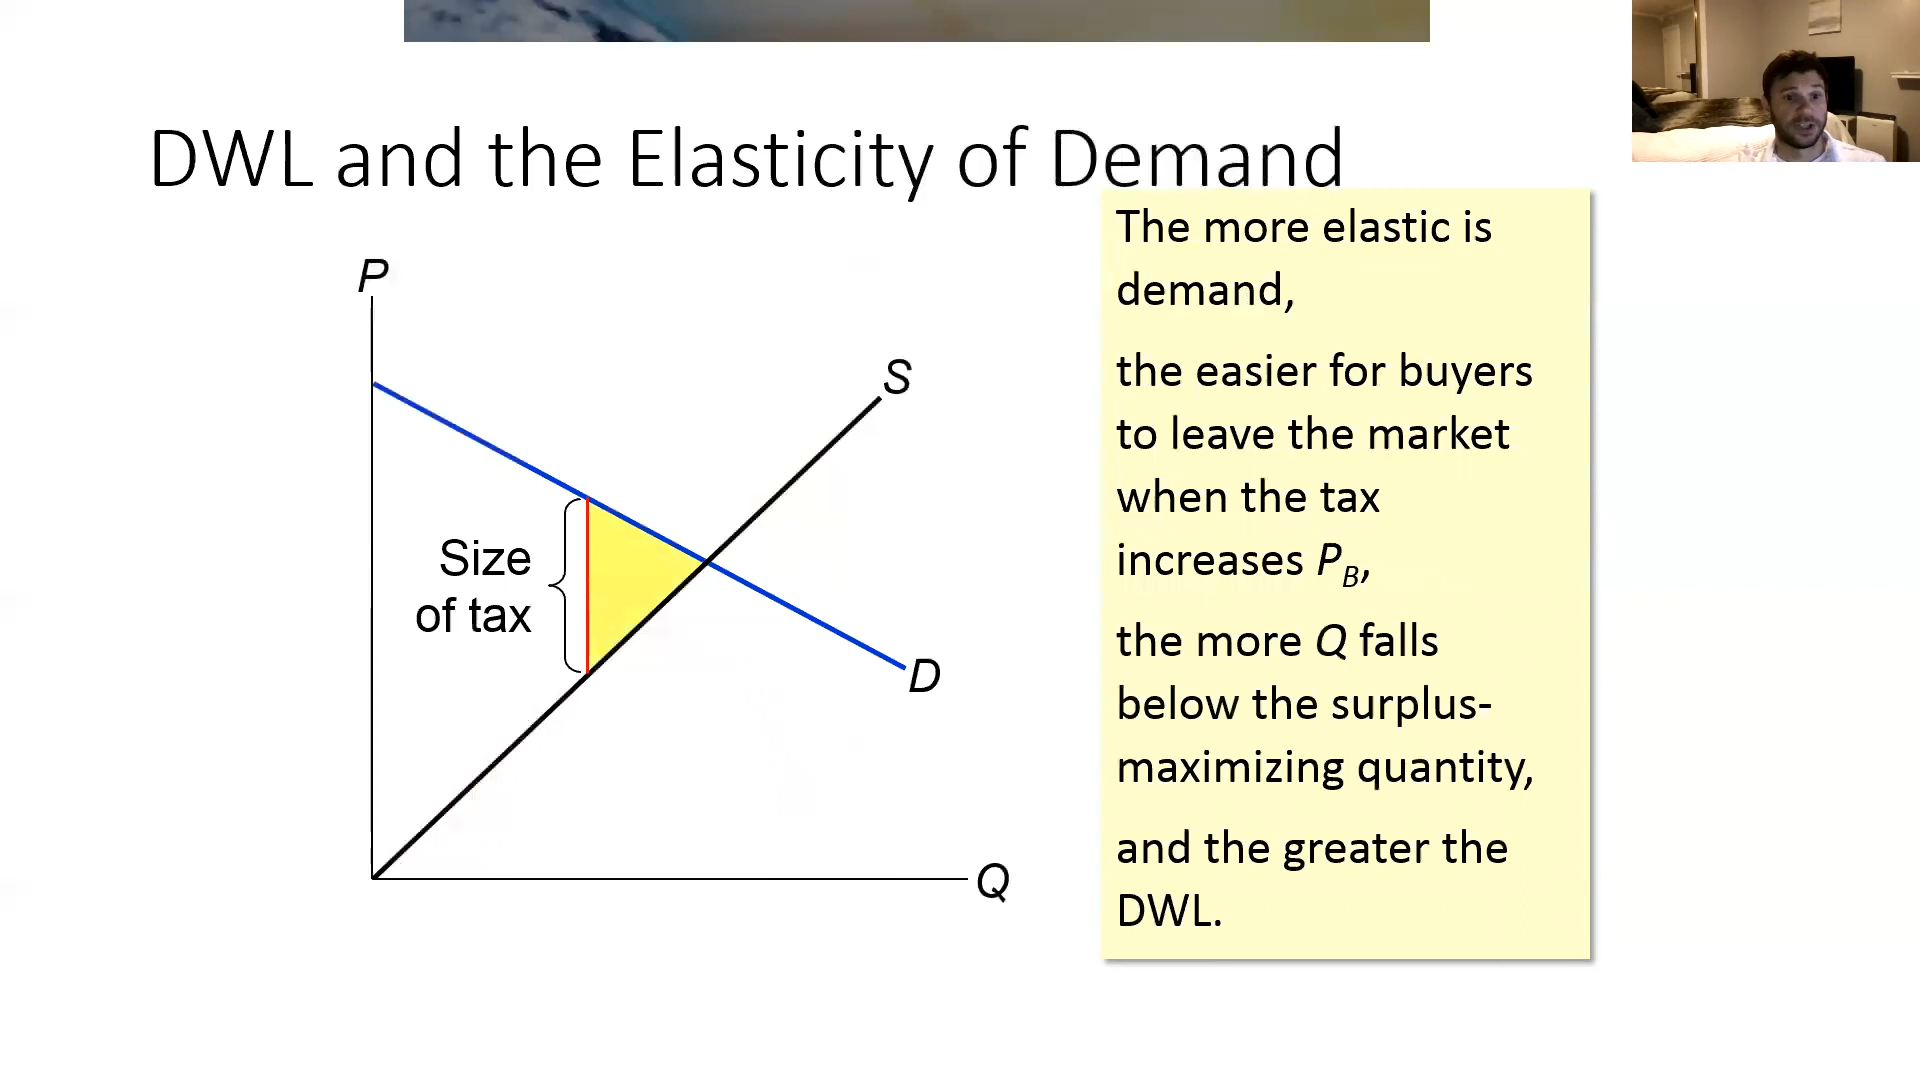 DWL and the Elasticity of Demand
P
S
Size
of tax
D
Q
The more elastic is
demand,
the easier for buyers
to leave the market
when the tax
increases PB,
the more Q falls
below the surplus-
maximizing quantity,
and the greater the
DWL.